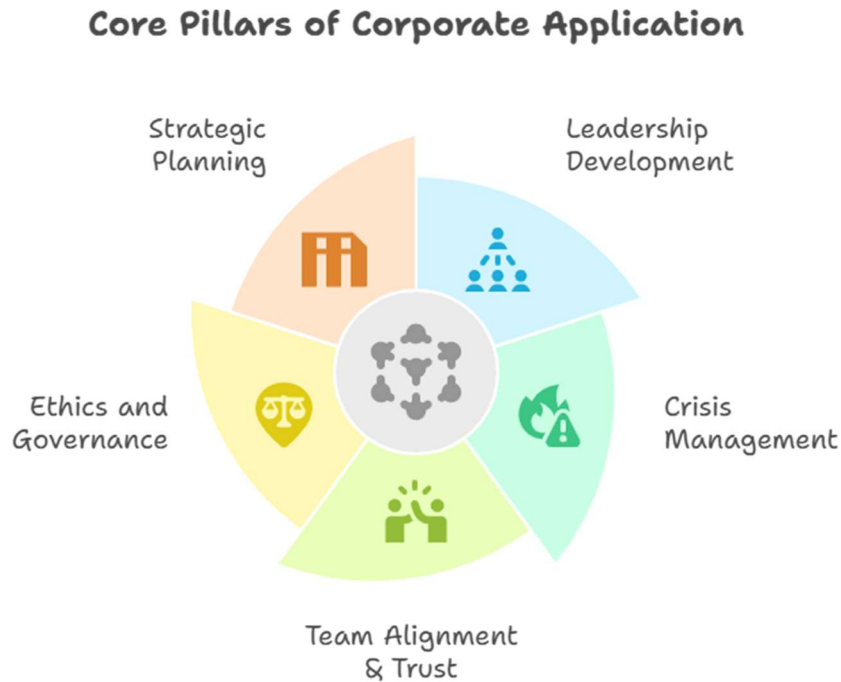 Core Pillars of Corporate Application
Strategic
Planning
Leadership
Development
Ethics and
Governance
Crisis
Management
Team Alignment
& Trust